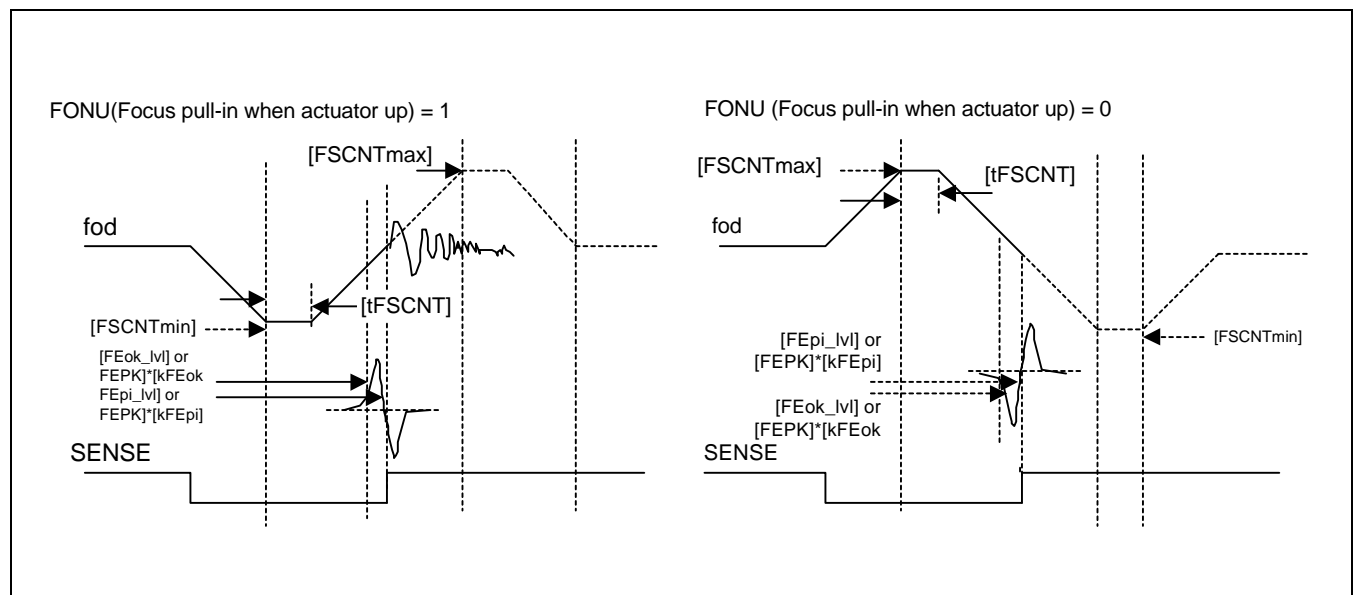 FONU(Focus pull-in when actuator up) = 1
[FSCNTmax]
fod
[tFSCNT]
[FSCNTmin]
[FEok_lvl] or
FEPK]*[kFEok
FEpi_lvl] or
FEPK]*[kFEpi]
SENSE
FONU (Focus pull-in when actuator up) = 0
[FSCNTmax]
[tFSCNT]
fod
[FSCNTmin]
[FEpi_lvl] or
[FEPK]*[kFEpi]
[FEok_lvl] or
[FEPK]*[kFEok
SENSE